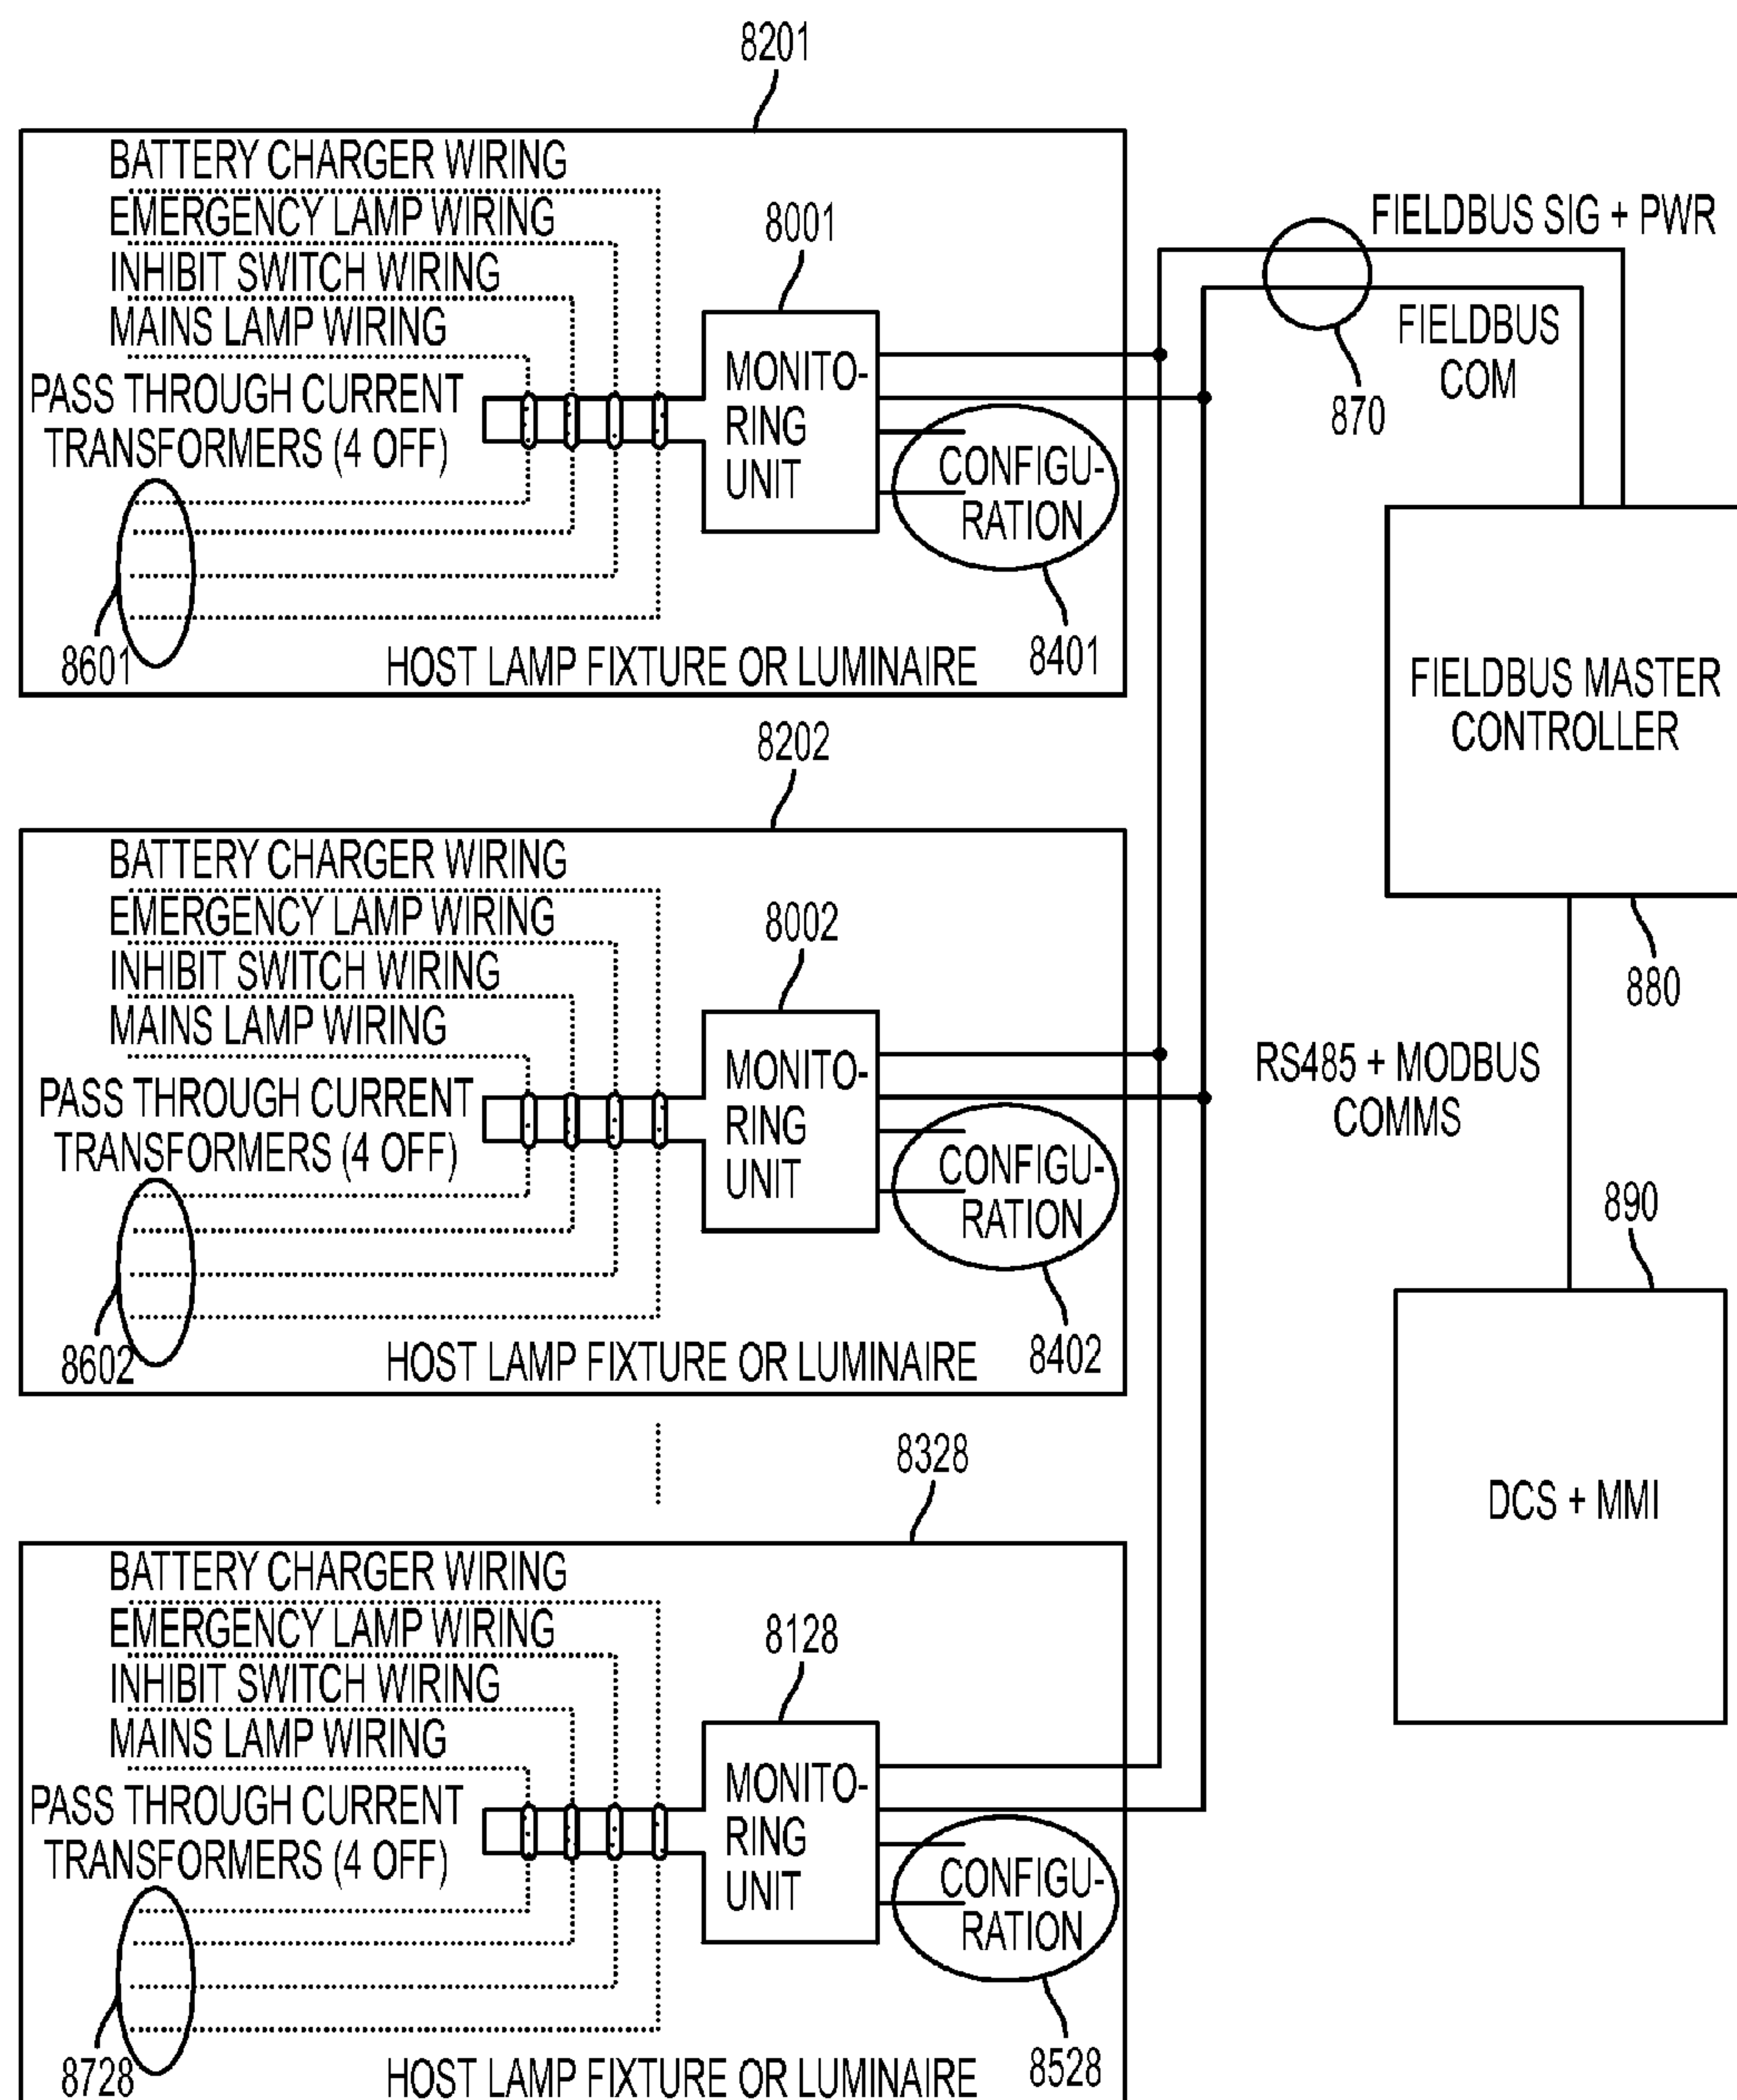 8201
BATTERY CHARGER WIRING
EMERGENCY LAMP WIRING
INHIBIT SWITCH WIRING
MAINS LAMP WIRING
PASS THROUGH CURRENT
TRANSFORMERS (4 OFF)
8001
MONITO-
RING
UNIT
CONFIGU-
RATION
8601
HOST LAMP FIXTURE OR LUMINAIRE
8401
FIELDBUS SIG + PWR
FIELDBUS
COM
870
FIELDBUS MASTER
CONTROLLER
880
8202
BATTERY CHARGER WIRING
EMERGENCY LAMP WIRING
INHIBIT SWITCH WIRING
MAINS LAMP WIRING
PASS THROUGH CURRENT
TRANSFORMERS (4 OFF)
8002
MONITO-
RING
UNIT
CONFIGU-
RATION
8602
HOST LAMP FIXTURE OR LUMINAIRE
8402
RS485 + MODBUS
COMMS
890
DCS + MMI
8328
BATTERY CHARGER WIRING
EMERGENCY LAMP WIRING
INHIBIT SWITCH WIRING
MAINS LAMP WIRING
PASS THROUGH CURRENT
TRANSFORMERS (4 OFF)
8128
MONITO-
RING
UNIT
CONFIGU-
RATION
8728
HOST LAMP FIXTURE OR LUMINAIRE
8528